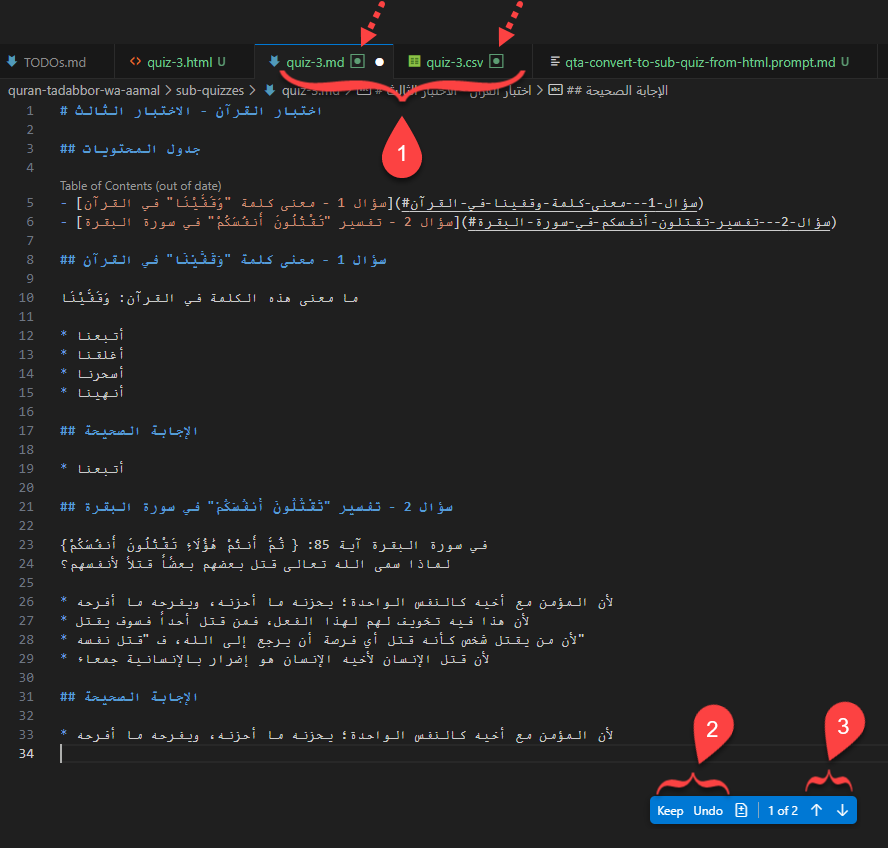 TODOs.md
quiz-3.html U
quiz-3.md
quiz-3.csv
qta-convert-to-sub-quiz-from-html.prompt.md U
quran-tadabbor-wa-aamal > sub-quizzes > quiz-3.md > # اختبار القرآن - الاختبار الثالث > ## الإجابة الصحيحة
1
1 # اختبار القرآن - الاختبار الثالث
2
3 ## جدول المحتويات
4
Table of Contents (out of date)
5 - [سؤال 1 - معنى كلمة "وَقَفَّيْنَا" في القرآن](#سؤال-1---معنى-كلمة-وقفينا-في-القرآن)
6 - [سؤال 2 - تفسير "تَقْتُلُونَ أَنفُسَكُمْ" في سورة البقرة](#سؤال-2---تفسير-تقتلون-أنفسكم-في-سورة-البقرة)
7
8 ## سؤال 1 - معنى كلمة "وَقَفَّيْنَا" في القرآن
9
10 ما معنى هذه الكلمة في القرآن: وَقَفَّيْنَا
11
12 * أتبعنا
13 * أغلقنا
14 * أسحرنا
15 * أنهينا
16
17 ## الإجابة الصحيحة
18
19 * أتبعنا
20
21 ## سؤال 2 - تفسير "تَقْتُلُونَ أَنفُسَكُمْ" في سورة البقرة
22
23 في سورة البقرة آية 85: { ثُمَّ أَنتُمْ هَٰؤُلَاءِ تَقْتُلُونَ أَنفُسَكُمْ}
24 لماذا سمى الله تعالى قتل بعضهم بعضًا قتلاً لأنفسهم؟
25
26 * لأن المؤمن مع أخيه كالنفس الواحدة؛ يحزنه ما أحزنه، ويفرحه ما أفرحه
27 * لأن هذا فيه تخويف لهم لهذا الفعل، فمن قتل أحداً فسوف يقتل
28 * لأن من يقتل شخص كأنه قتل أي فرصة أن يرجع إلى الله، ف "قتل نفسه"
29 * لأن قتل الإنسان لأخيه الإنسان هو إضرار بالإنسانية جمعاء
30
31 ## الإجابة الصحيحة
32
33 * لأن المؤمن مع أخيه كالنفس الواحدة؛ يحزنه ما أحزنه، ويفرحه ما أفرحه
34
2
3
Keep Undo 1 of 2